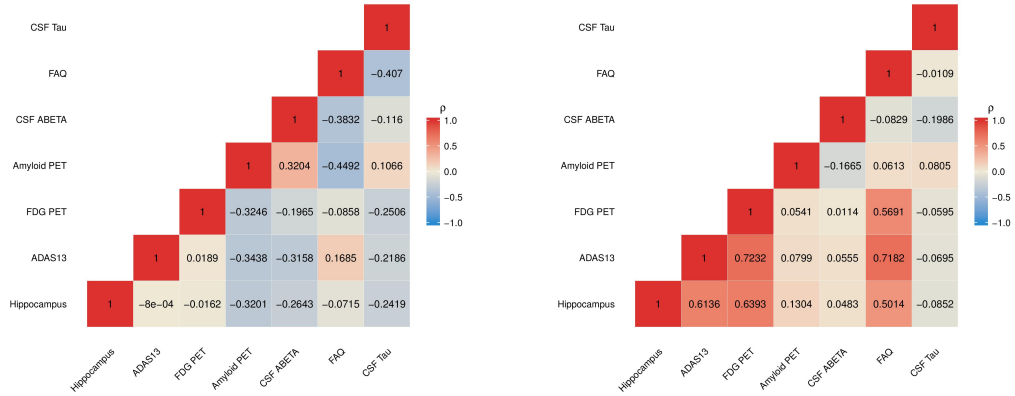 CSF Tau 1
FAQ 1 −0.407
CSF ABETA 1 −0.3832 −0.116
Amyloid PET 1 0.3204 −0.4492 0.1066
FDG PET 1 −0.3246 −0.1965 −0.0858 −0.2506
ADAS13 1 0.0189 −0.3438 −0.3158 0.1685 −0.2186
Hippocampus 1 −8e−04 −0.0162 −0.3201 −0.2643 −0.0715 −0.2419
Hippocampus ADAS13 FDG PET Amyloid PET CSF ABETA FAQ CSF Tau
ρ
1.0
0.5
0.0
−0.5
−1.0
CSF Tau 1
FAQ 1 −0.0109
CSF ABETA 1 −0.0829 −0.1986
Amyloid PET 1 −0.1665 0.0613 0.0805
FDG PET 1 0.0541 0.0114 0.5691 −0.0595
ADAS13 1 0.7232 0.0799 0.0555 0.7182 −0.0695
Hippocampus 1 0.6136 0.6393 0.1304 0.0483 0.5014 −0.0852
Hippocampus ADAS13 FDG PET Amyloid PET CSF ABETA FAQ CSF Tau
ρ
1.0
0.5
0.0
−0.5
−1.0